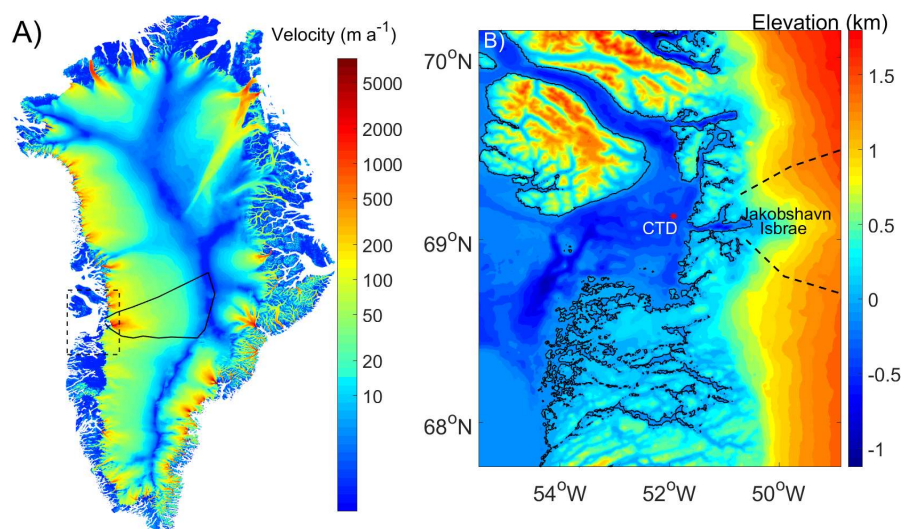 A)
Velocity (m a⁻¹)
5000
2000
1000
500
200
100
50
20
10
B)
Elevation (km)
70°N
69°N
68°N
54°W
52°W
50°W
CTD
Jakobshavn
Isbrae
1.5
1
0.5
0
-0.5
-1